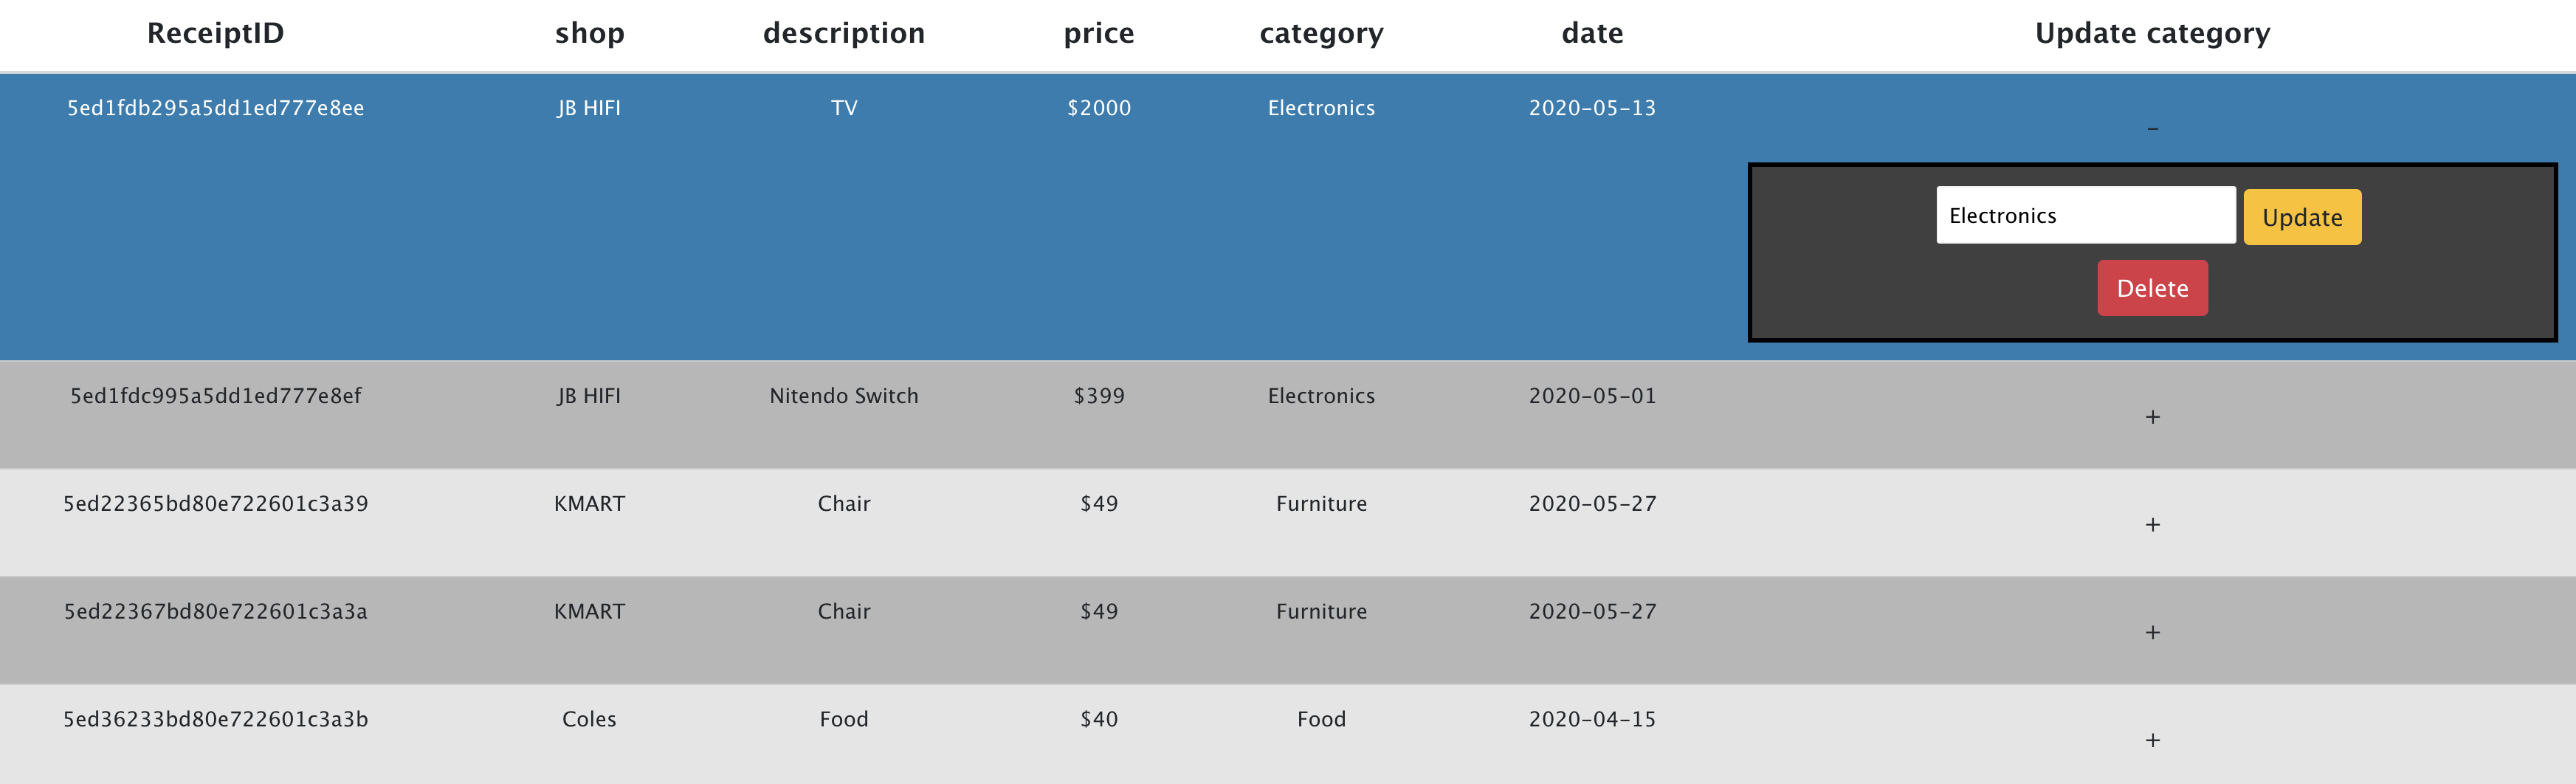 ReceiptID shop description price category date Update category
5ed1fdb295a5dd1ed777e8ee JB HIFI TV $2000 Electronics 2020-05-13
-
Electronics Update
Delete
5ed1fdc995a5dd1ed777e8ef JB HIFI Nitendo Switch $399 Electronics 2020-05-01
+
5ed22365bd80e722601c3a39 KMART Chair $49 Furniture 2020-05-27
+
5ed22367bd80e722601c3a3a KMART Chair $49 Furniture 2020-05-27
+
5ed36233bd80e722601c3a3b Coles Food $40 Food 2020-04-15
+